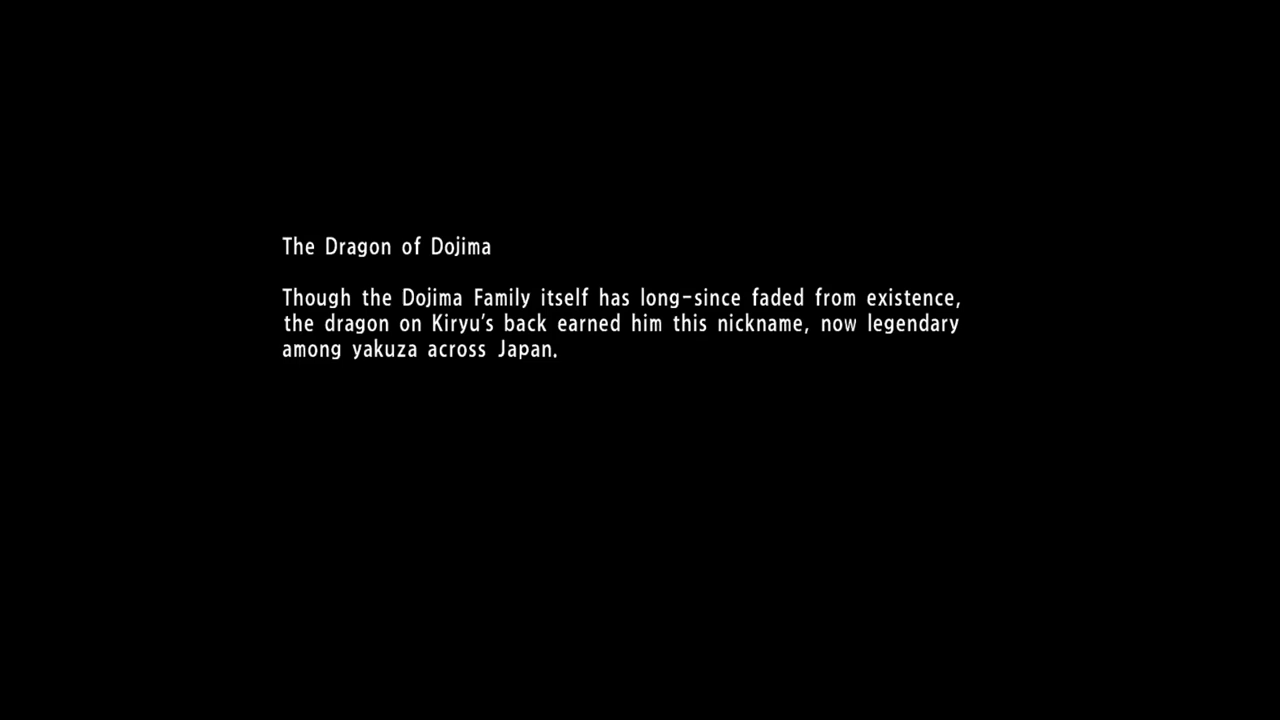 The Dragon of Dojima
Though the Dojima Family itself has long-since faded from existence,
the dragon on Kiryu's back earned him this nickname, now legendary
among yakuza across Japan.